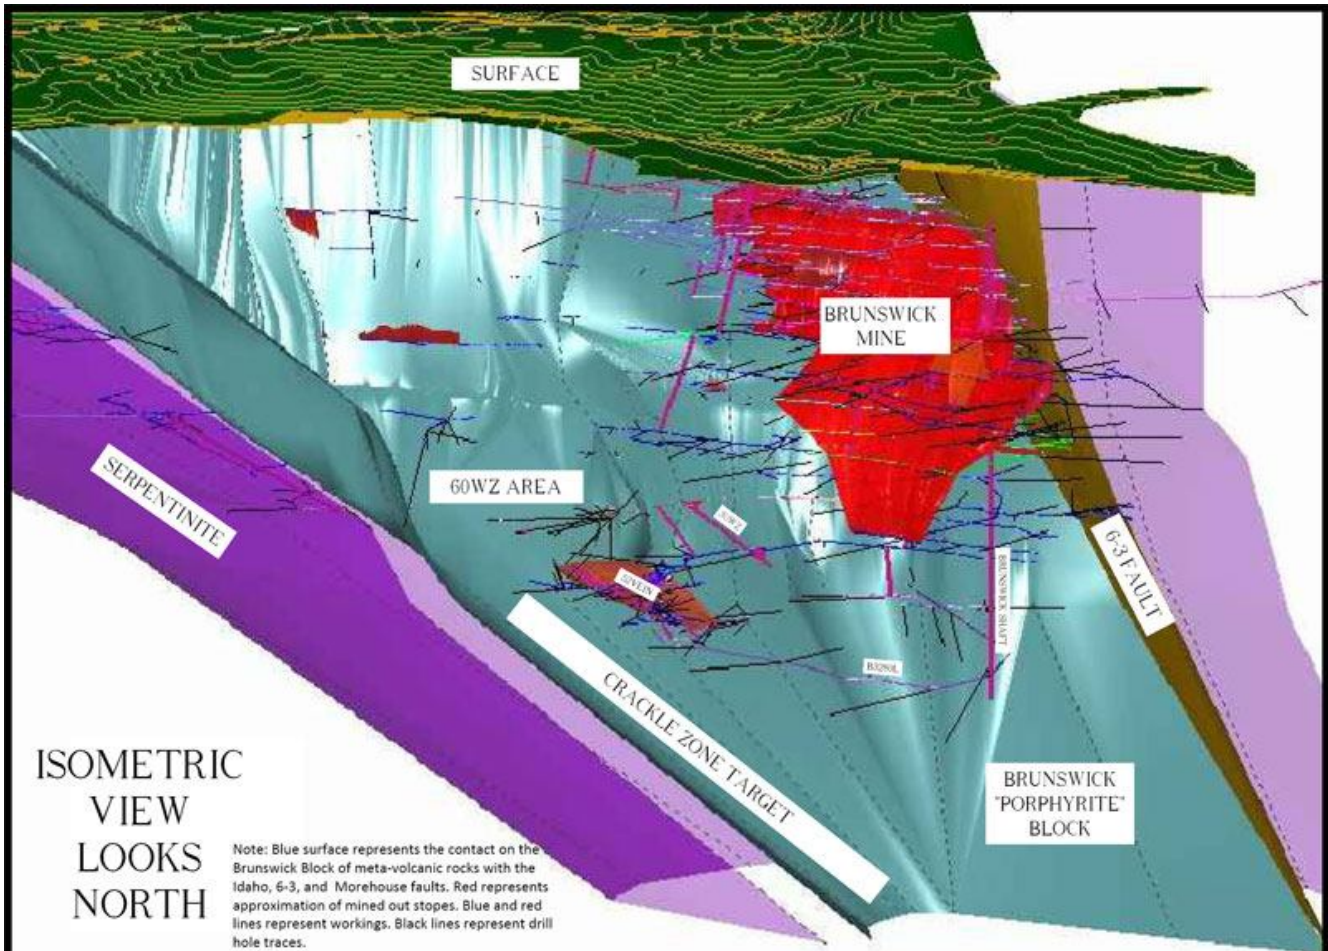 SURFACE
BRUNSWICK
MINE
60WZ AREA
SERPENTINITE
52VEIN
6-3 FAULT
BRUNSWICK SHAFT
B3280L
CRACKLE ZONE TARGET
BRUNSWICK
"PORPHYRITE"
BLOCK
ISOMETRIC
VIEW
LOOKS
NORTH
Note: Blue surface represents the contact on the
Brunswick Block of meta-volcanic rocks with the
Idaho, 6-3, and Morehouse faults. Red represents
approximation of mined out stopes. Blue and red
lines represent workings. Black lines represent drill
hole traces.